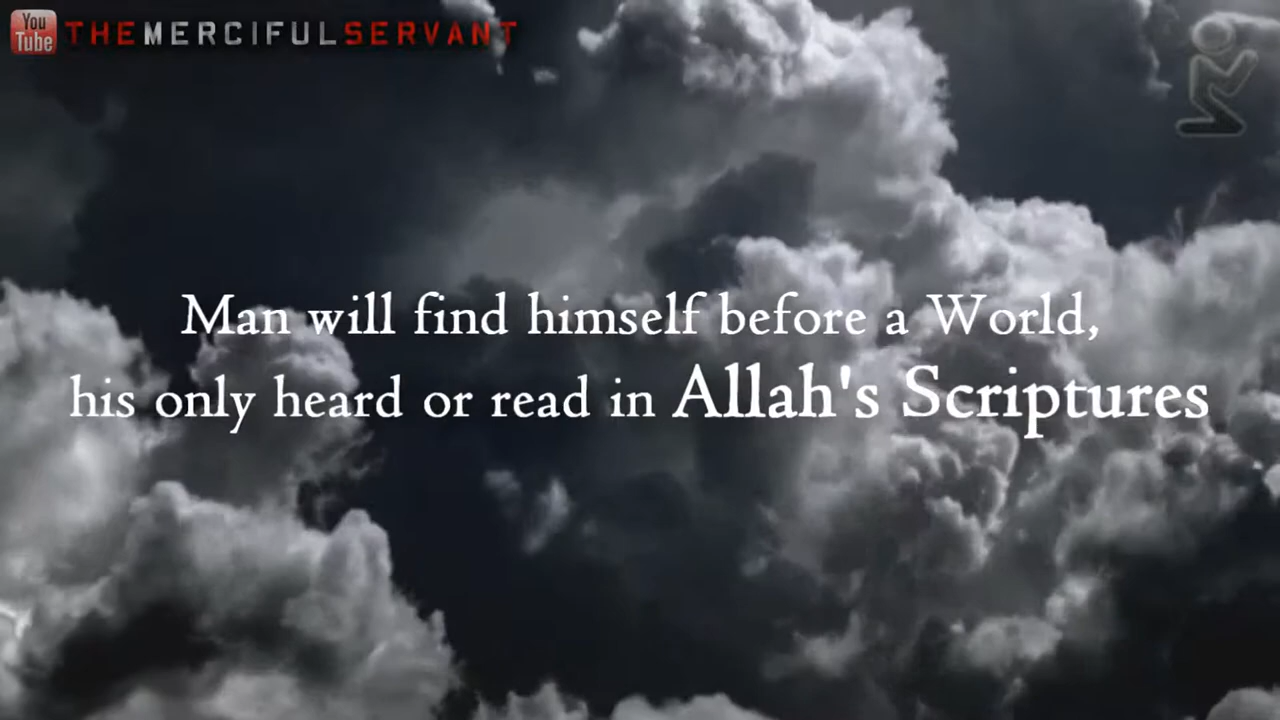 You
Tube
THEMERCIFULSERVANT
Man will find himself before a World,
his only heard or read in Allah's Scriptures